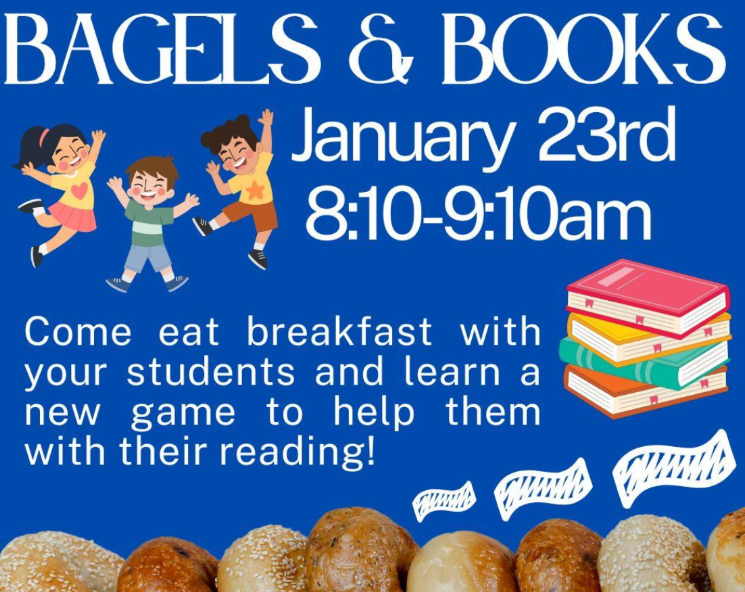 BAGELS & BOOKS
January 23rd
8:10-9:10am
Come eat breakfast with
your students and learn a
new game to help them
with their reading!